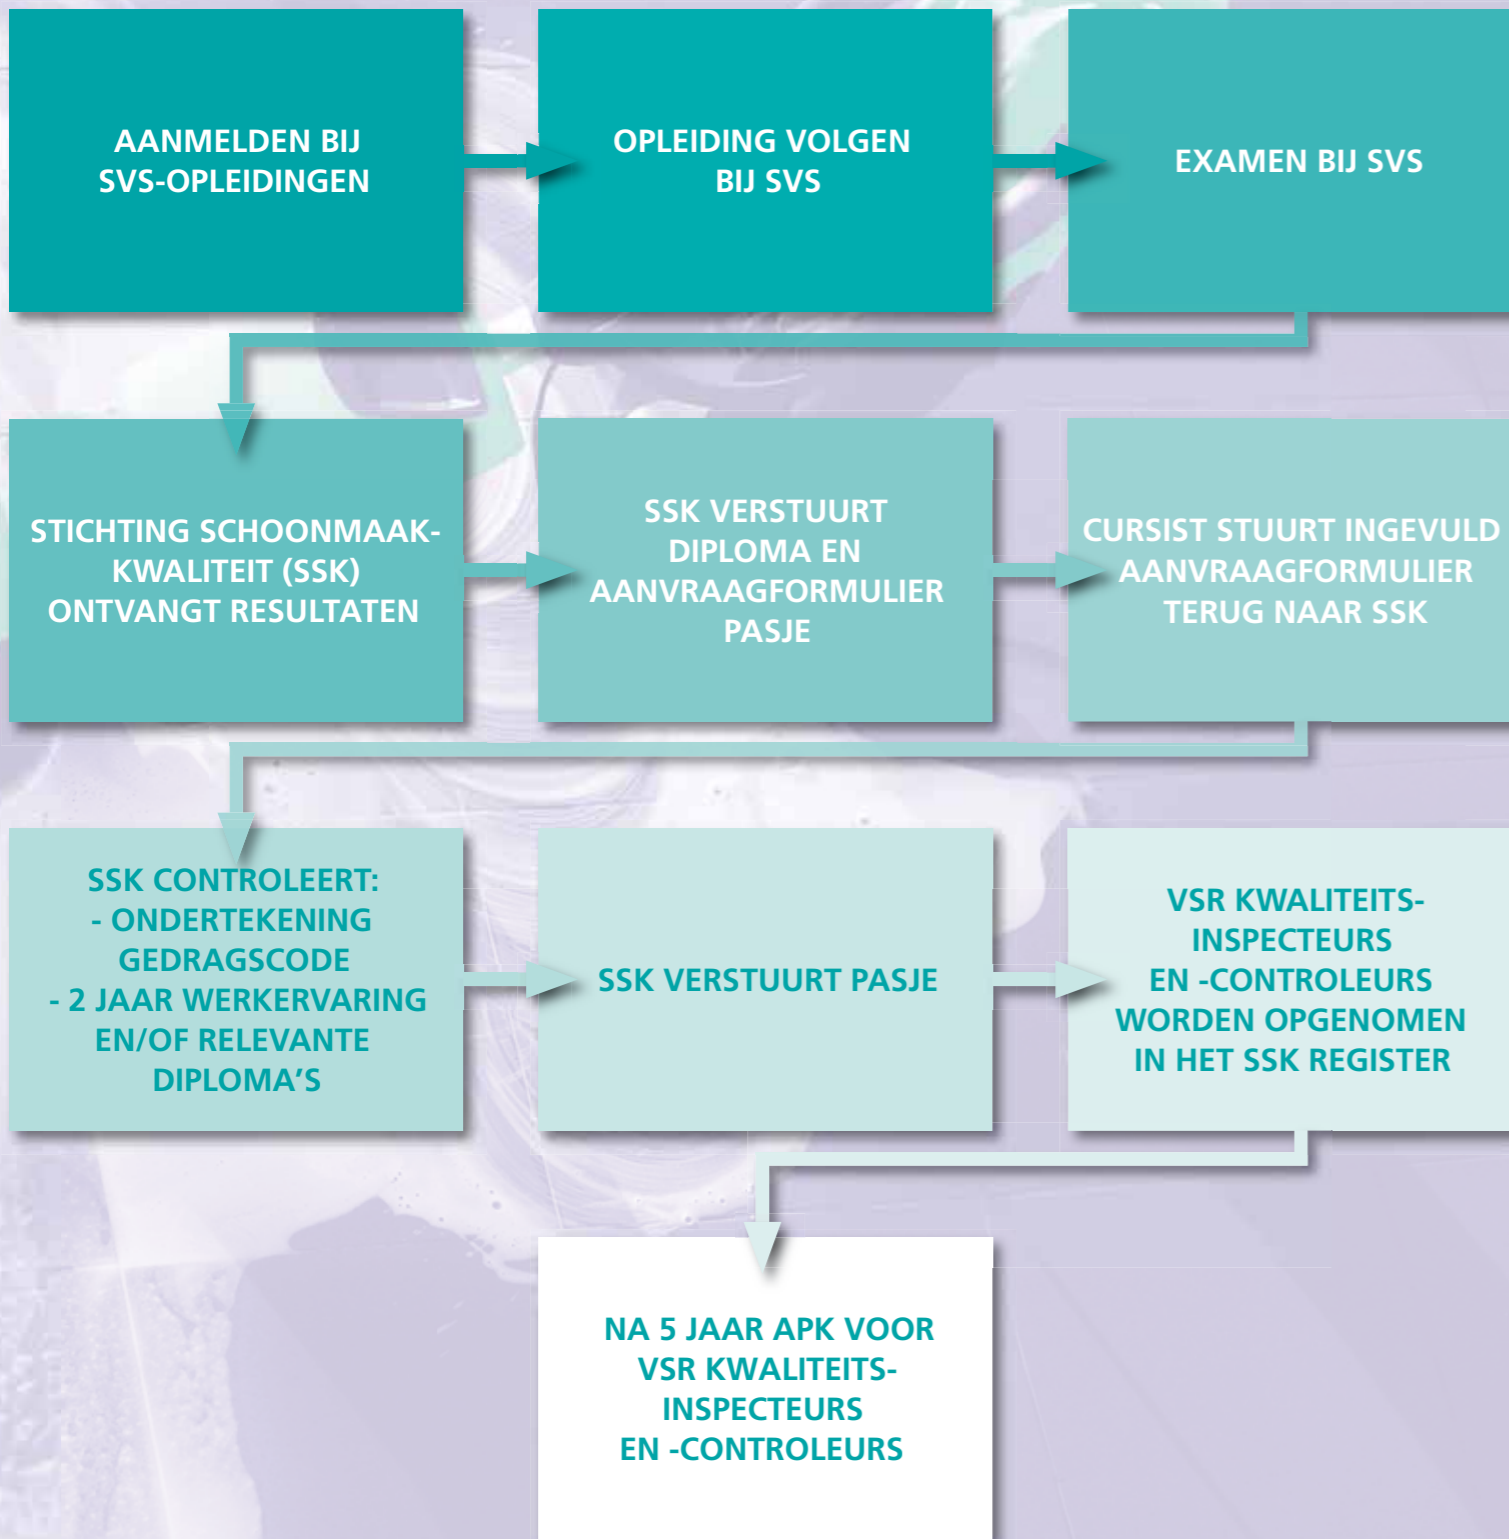 AANMELDEN BIJ
SVS-OPLEIDINGEN
OPLEIDING VOLGEN
BIJ SVS
EXAMEN BIJ SVS
STICHTING SCHOONMAAK-
KWALITEIT (SSK)
ONTVANGT RESULTATEN
SSK VERSTUURT
DIPLOMA EN
AANVRAAGFORMULIER
PASJE
CURSIST STUURT INGEVULD
AANVRAAGFORMULIER
TERUG NAAR SSK
SSK CONTROLEERT:
- ONDERTEKENING
GEDRAGSCODE
- 2 JAAR WERKERVARING
EN/OF RELEVANTE
DIPLOMA'S
SSK VERSTUURT PASJE
VSR KWALITEITS-
INSPECTEURS
EN -CONTROLEURS
WORDEN OPGENOMEN
IN HET SSK REGISTER
NA 5 JAAR APK VOOR
VSR KWALITEITS-
INSPECTEURS
EN -CONTROLEURS